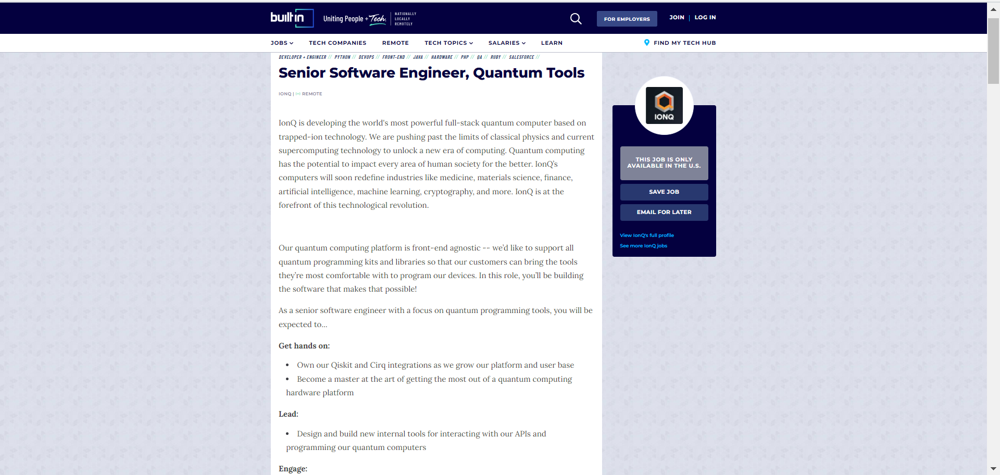 built in
Uniting People + Tech.
NATIONALLY
LOCALLY
REMOTELY
FOR EMPLOYERS
JOIN | LOG IN
JOBS
TECH COMPANIES
REMOTE
TECH TOPICS
SALARIES
LEARN
FIND MY TECH HUB
DEVELOPER + ENGINEER // PYTHON // DEVOPS // FRONT-END // JAVA // HARDWARE // PHP // QA // RUBY // SALESFORCE //
Senior Software Engineer, Quantum Tools
IONQ | REMOTE
IonQ is developing the world's most powerful full-stack quantum computer based on
trapped-ion technology. We are pushing past the limits of classical physics and current
supercomputing technology to unlock a new era of computing. Quantum computing
has the potential to impact every area of human society for the better. IonQ’s
computers will soon redefine industries like medicine, materials science, finance,
artificial intelligence, machine learning, cryptography, and more. IonQ is at the
forefront of this technological revolution.
Our quantum computing platform is front-end agnostic -- we’d like to support all
quantum programming kits and libraries so that our customers can bring the tools
they’re most comfortable with to program our devices. In this role, you’ll be building
the software that makes that possible!
As a senior software engineer with a focus on quantum programming tools, you will be
expected to...
Get hands on:
• Own our Qiskit and Cirq integrations as we grow our platform and user base
• Become a master at the art of getting the most out of a quantum computing
hardware platform
Lead:
• Design and build new internal tools for interacting with our APIs and
programming our quantum computers
Engage:
IONQ
THIS JOB IS ONLY
AVAILABLE IN THE U.S.
SAVE JOB
EMAIL FOR LATER
View IonQ's full profile
See more IonQ jobs